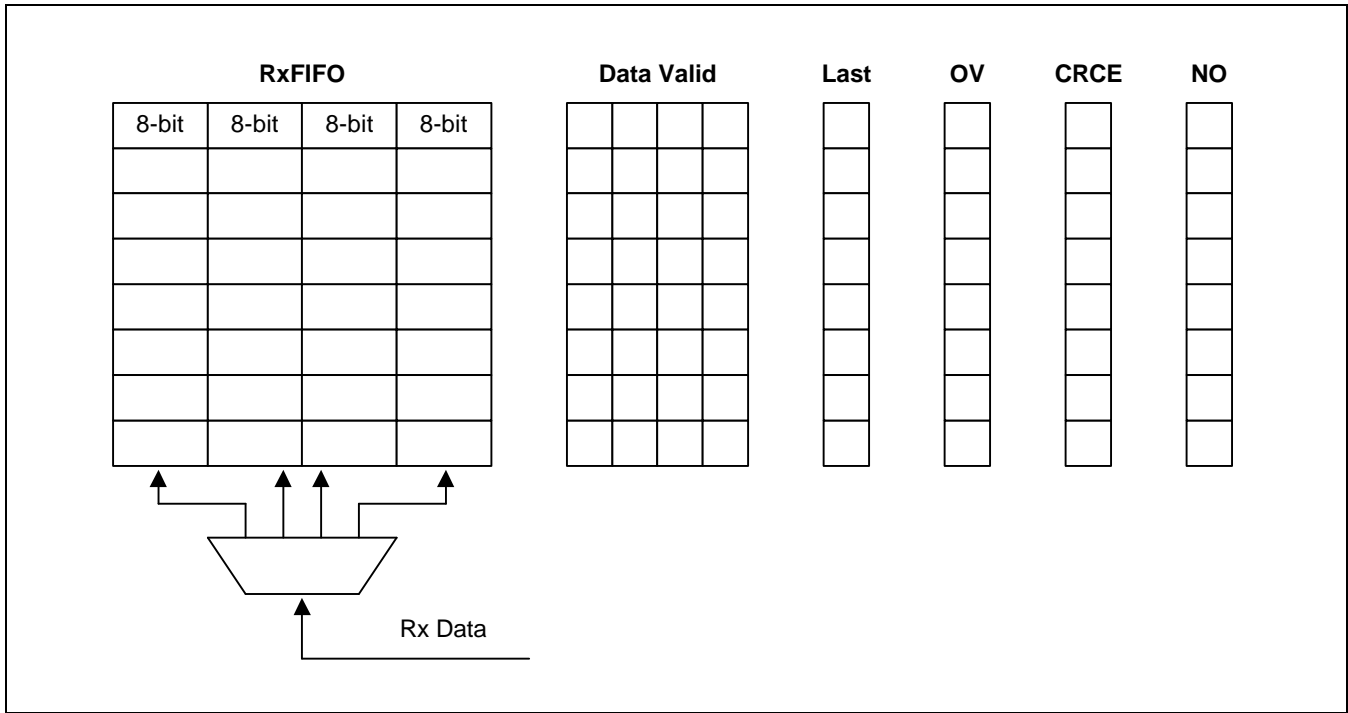 RxFIFO Data Valid Last OV CRCE NO
8-bit 8-bit 8-bit 8-bit
Rx Data